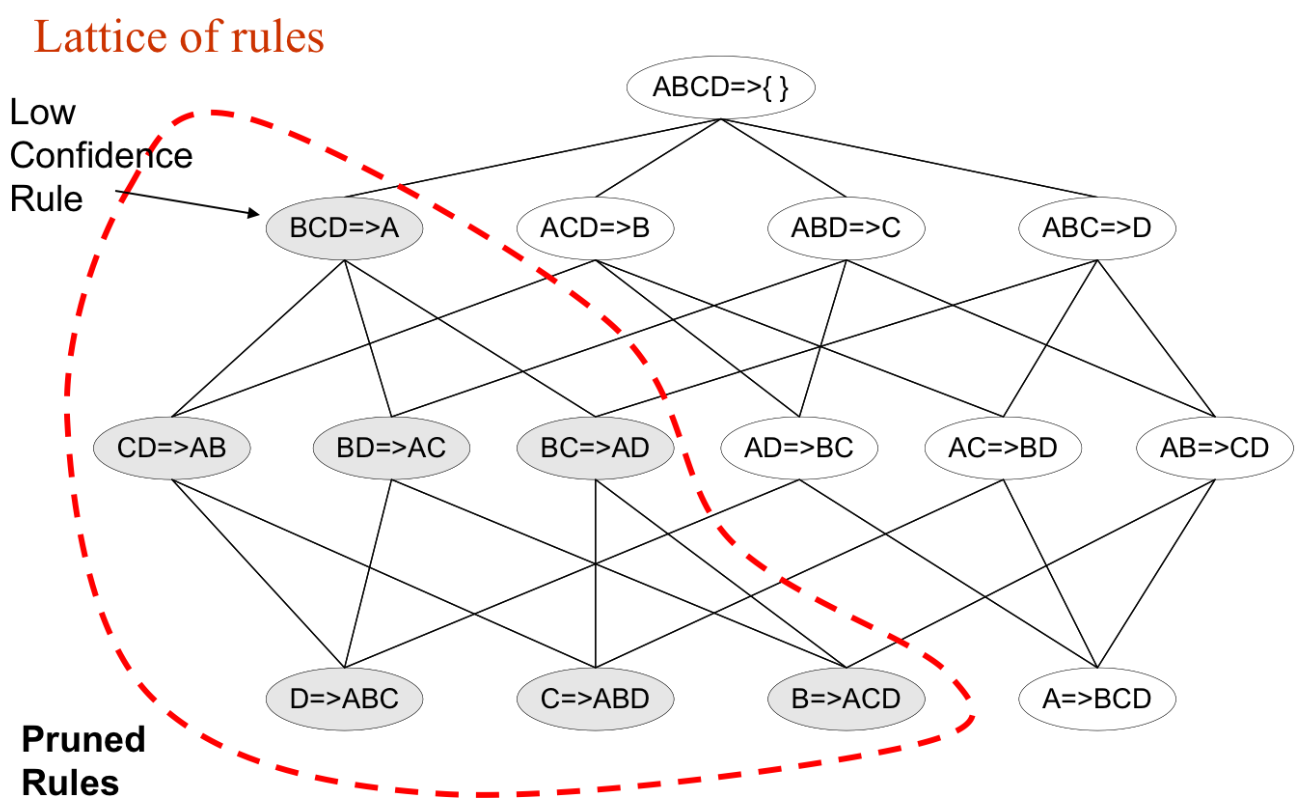 Lattice of rules
Low
Confidence
Rule
ABCD=>{ }
BCD=>A
ACD=>B
ABD=>C
ABC=>D
CD=>AB
BD=>AC
BC=>AD
AD=>BC
AC=>BD
AB=>CD
D=>ABC
C=>ABD
B=>ACD
A=>BCD
Pruned
Rules